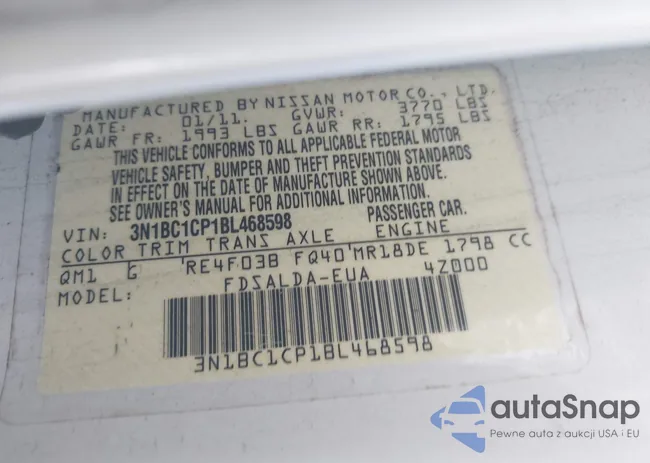 MANUFACTURED BY NISSAN MOTOR CO., LTD.
DATE: 01/11. GVWR: 3770 LBS
GAWR FR: 1993 LBS GAWR RR: 1795 LBS
THIS VEHICLE CONFORMS TO ALL APPLICABLE FEDERAL MOTOR
VEHICLE SAFETY, BUMPER AND THEFT PREVENTION STANDARDS
IN EFFECT ON THE DATE OF MANUFACTURE SHOWN ABOVE.
SEE OWNER'S MANUAL FOR ADDITIONAL INFORMATION.
VIN: 3N1BC1CP1BL468598 PASSENGER CAR.
COLOR TRIM TRANS AXLE ENGINE
QM1 G RE4F03B FQ40 MR18DE 1798 CC
MODEL: FDSALDA-EUA 4Z000
3N1BC1CP1BL468598
autaSnap
Pewne auta z aukcji USA i EU